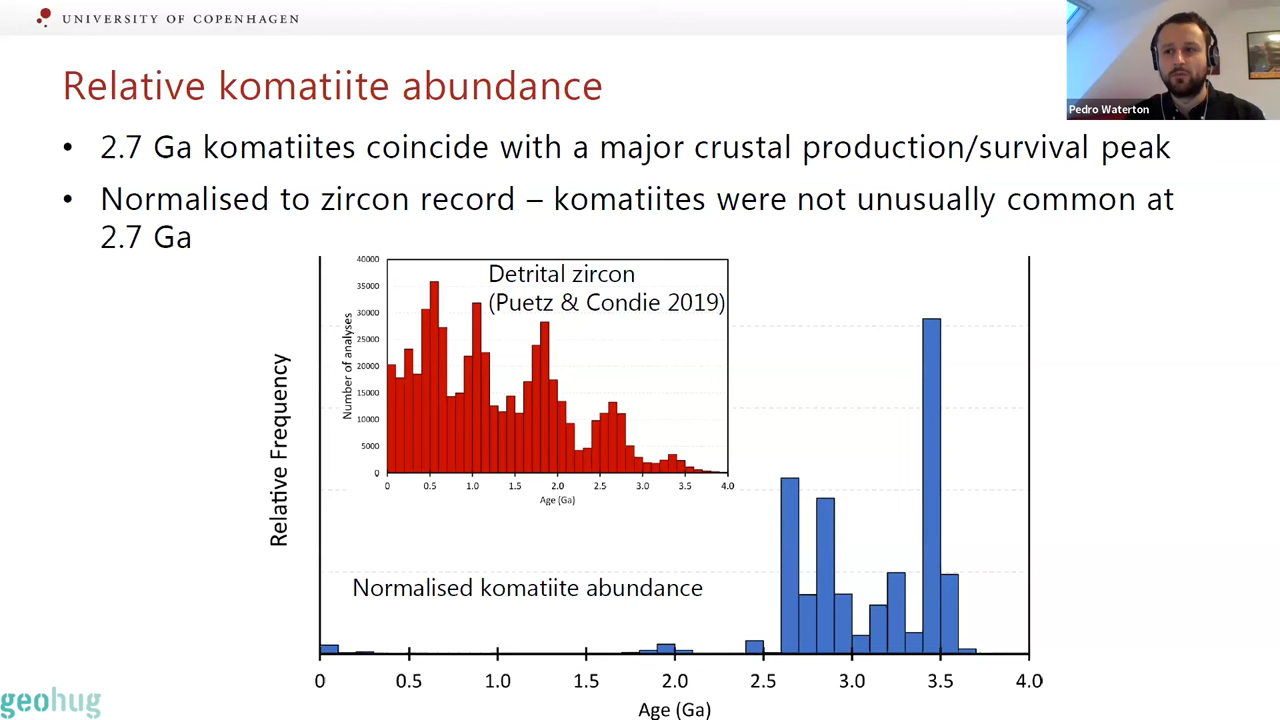 UNIVERSITY OF COPENHAGEN
Pedro Waterton
Relative komatiite abundance
• 2.7 Ga komatiites coincide with a major crustal production/survival peak
• Normalised to zircon record – komatiites were not unusually common at
2.7 Ga
Detrital zircon
(Puetz & Condie 2019)
40000
35000
30000
25000
20000
15000
10000
5000
0
Number of analyses
0 0.5 1.0 1.5 2.0 2.5 3.0 3.5 4.0
Age (Ga)
Relative Frequency
Normalised komatiite abundance
0 0.5 1.0 1.5 2.0 2.5 3.0 3.5 4.0
Age (Ga)
geohug